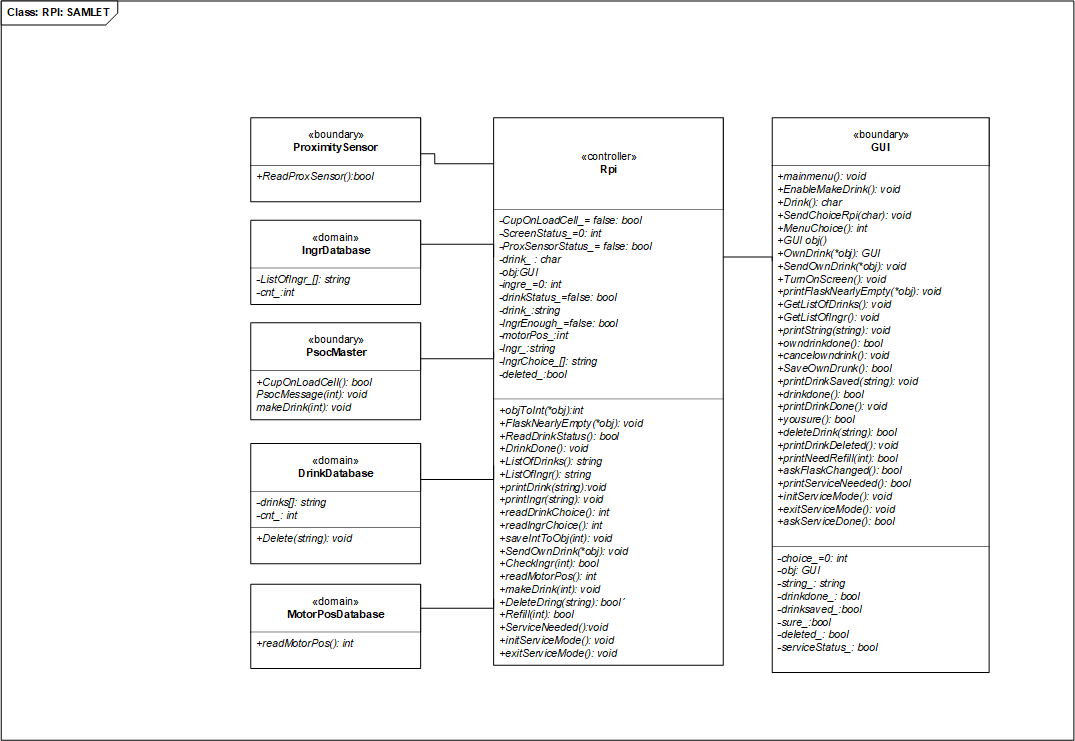 Class: RPI: SAMLET
«boundary»
ProximitySensor
+ReadProxSensor():bool
«domain»
IngrDatabase
-ListOfIngr_[]: string
-cnt_:int
«boundary»
PsocMaster
+CupOnLoadCell(): bool
PsocMessage(int): void
makeDrink(int): void
«domain»
DrinkDatabase
-drinks[]: string
-cnt_: int
+Delete(string): void
«domain»
MotorPosDatabase
+readMotorPos(): int
«controller»
Rpi
-CupOnLoadCell_= false: bool
-ScreenStatus_=0: int
-ProxSensorStatus_= false: bool
-drink_ : char
-obj:GUI
-ingre_=0: int
-drinkStatus_=false: bool
-drink_:string
-IngrEnough_=false: bool
-motorPos_:int
-Ingr_:string
-IngrChoice_[]: string
-deleted_:bool
+objToInt(*obj):int
+FlaskNearlyEmpty(*obj): void
+ReadDrinkStatus(): bool
+DrinkDone(): void
+ListOfDrinks(): string
+ListOfIngr(): string
+printDrink(string):void
+printIngr(string): void
+readDrinkChoice(): int
+readIngrChoice(): int
+saveIntToObj(int): void
+SendOwnDrink(*obj): void
+CheckIngr(int): bool
+readMotorPos(): int
+makeDrink(int): void
+DeleteDring(string): bool´
+Refill(int): bool
+ServiceNeeded():void
+initServiceMode(): void
+exitServiceMode(): void
«boundary»
GUI
+mainmenu(): void
+EnableMakeDrink(): void
+Drink(): char
+SendChoiceRpi(char): void
+MenuChoice(): int
+GUI obj()
+OwnDrink(*obj): GUI
+SendOwnDrink(*obj): void
+TurnOnScreen(): void
+printFlaskNearlyEmpty(*obj): void
+GetListOfDrinks(): void
+GetListOfIngr(): void
+printString(string): void
+owndrinkdone(): bool
+cancelowndrink(): void
+SaveOwnDrunk(): bool
+printDrinkSaved(string): void
+drinkdone(): bool
+printDrinkDone(): void
+yousure(): bool
+deleteDrink(string): bool
+printDrinkDeleted(): void
+printNeedRefill(int): bool
+askFlaskChanged(): bool
+printServiceNeeded(): bool
+initServiceMode(): void
+exitServiceMode(): void
+askServiceDone(): bool
-choice_=0: int
-obj: GUI
-string_: string
-drinkdone_: bool
-drinksaved_:bool
-sure_:bool
-deleted_: bool
-serviceStatus_: bool